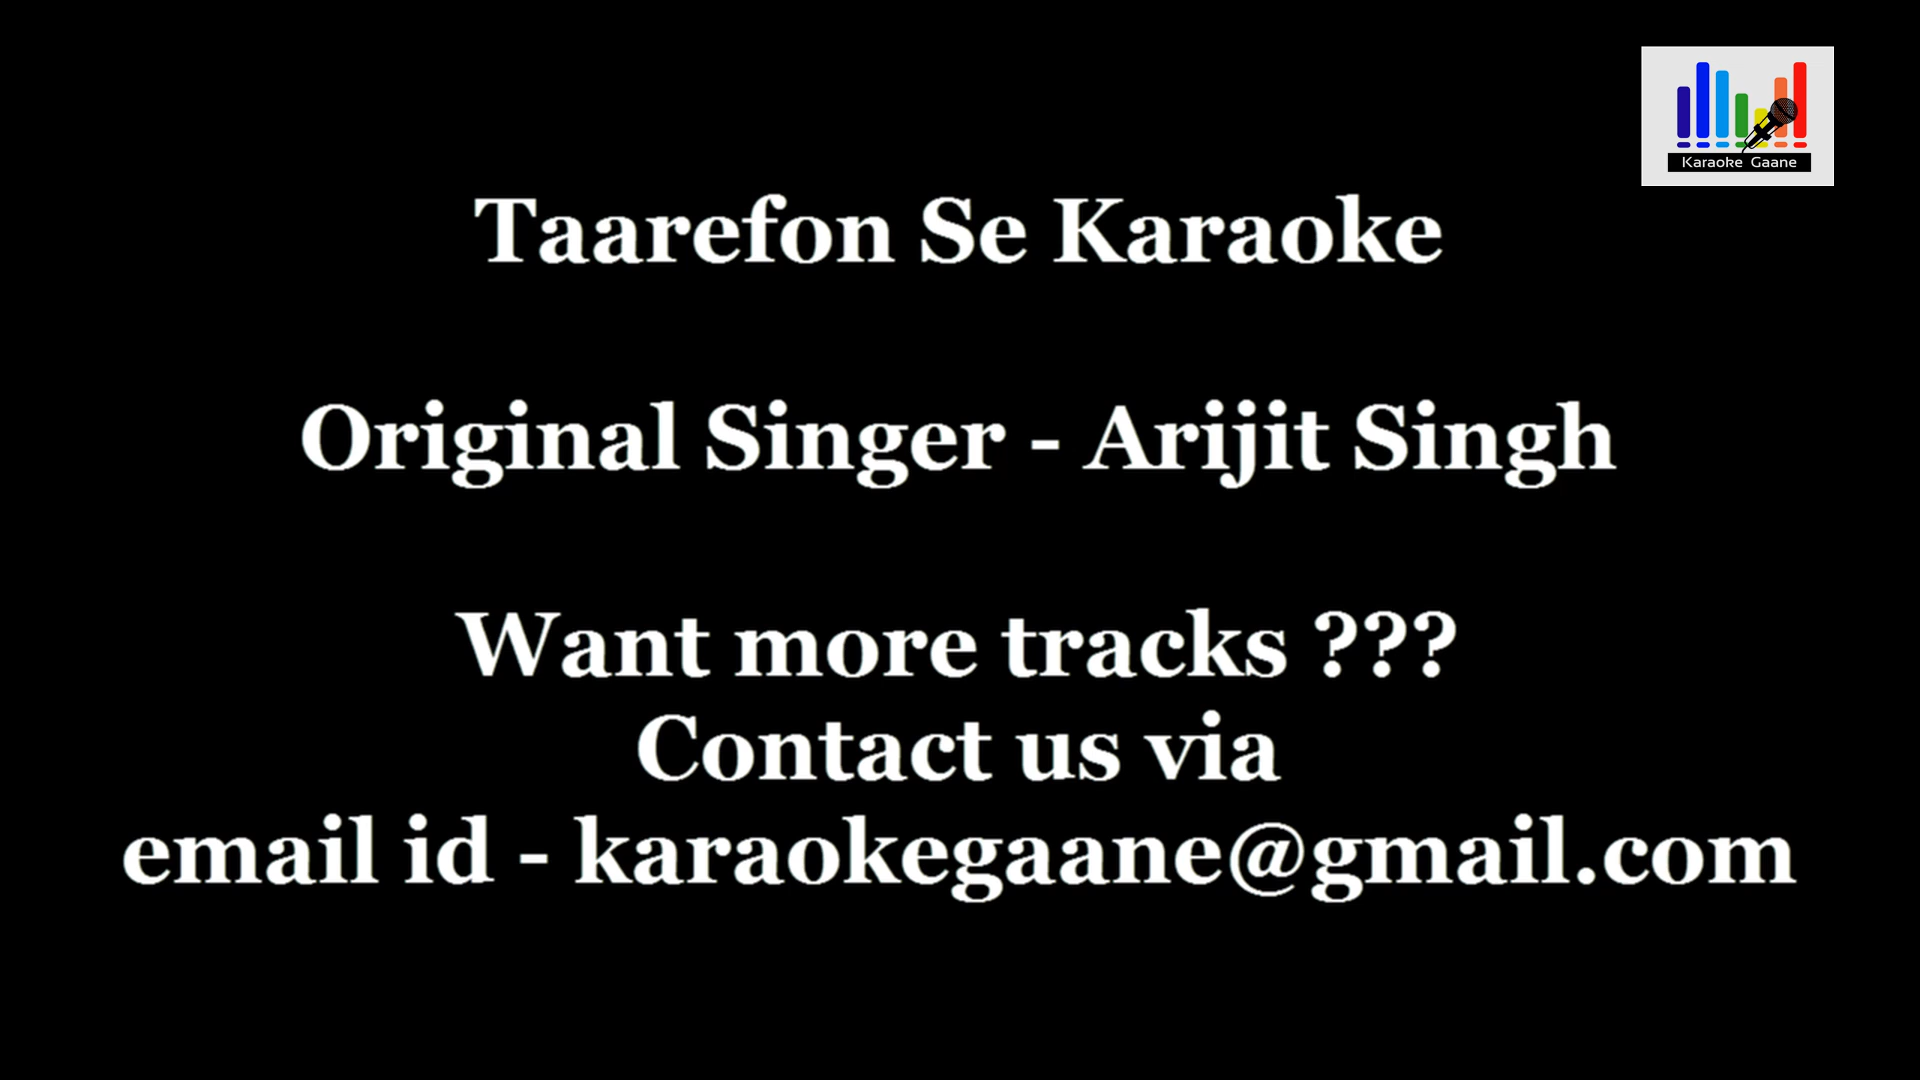 Karaoke Gaane
Taarefon Se Karaoke
Original Singer - Arijit Singh
Want more tracks ???
Contact us via
email id - karaokegaane@gmail.com